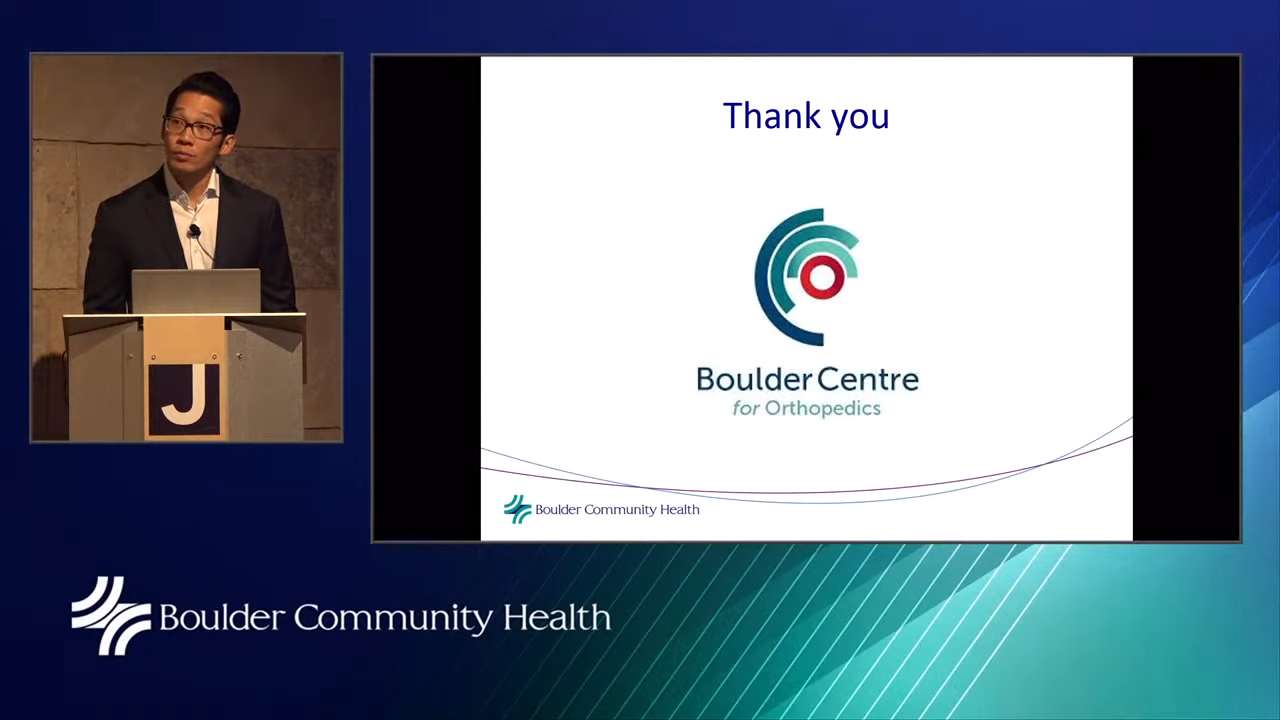 Thank you
Boulder Centre
for Orthopedics
Boulder Community Health
J
Boulder Community Health